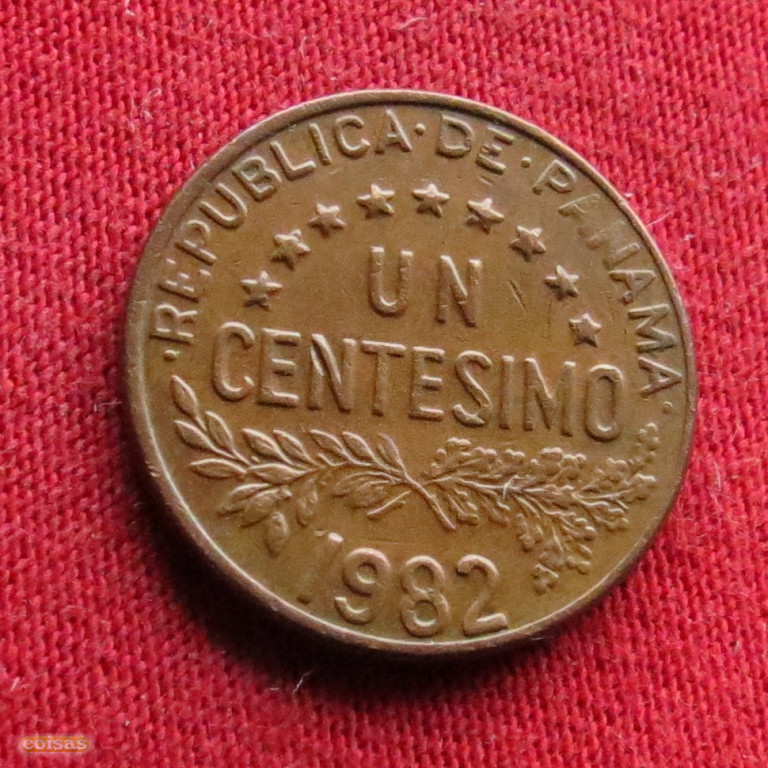 ·REPUBLICA·DE·PANAMA·
UN
CENTESIMO
1982
coisas